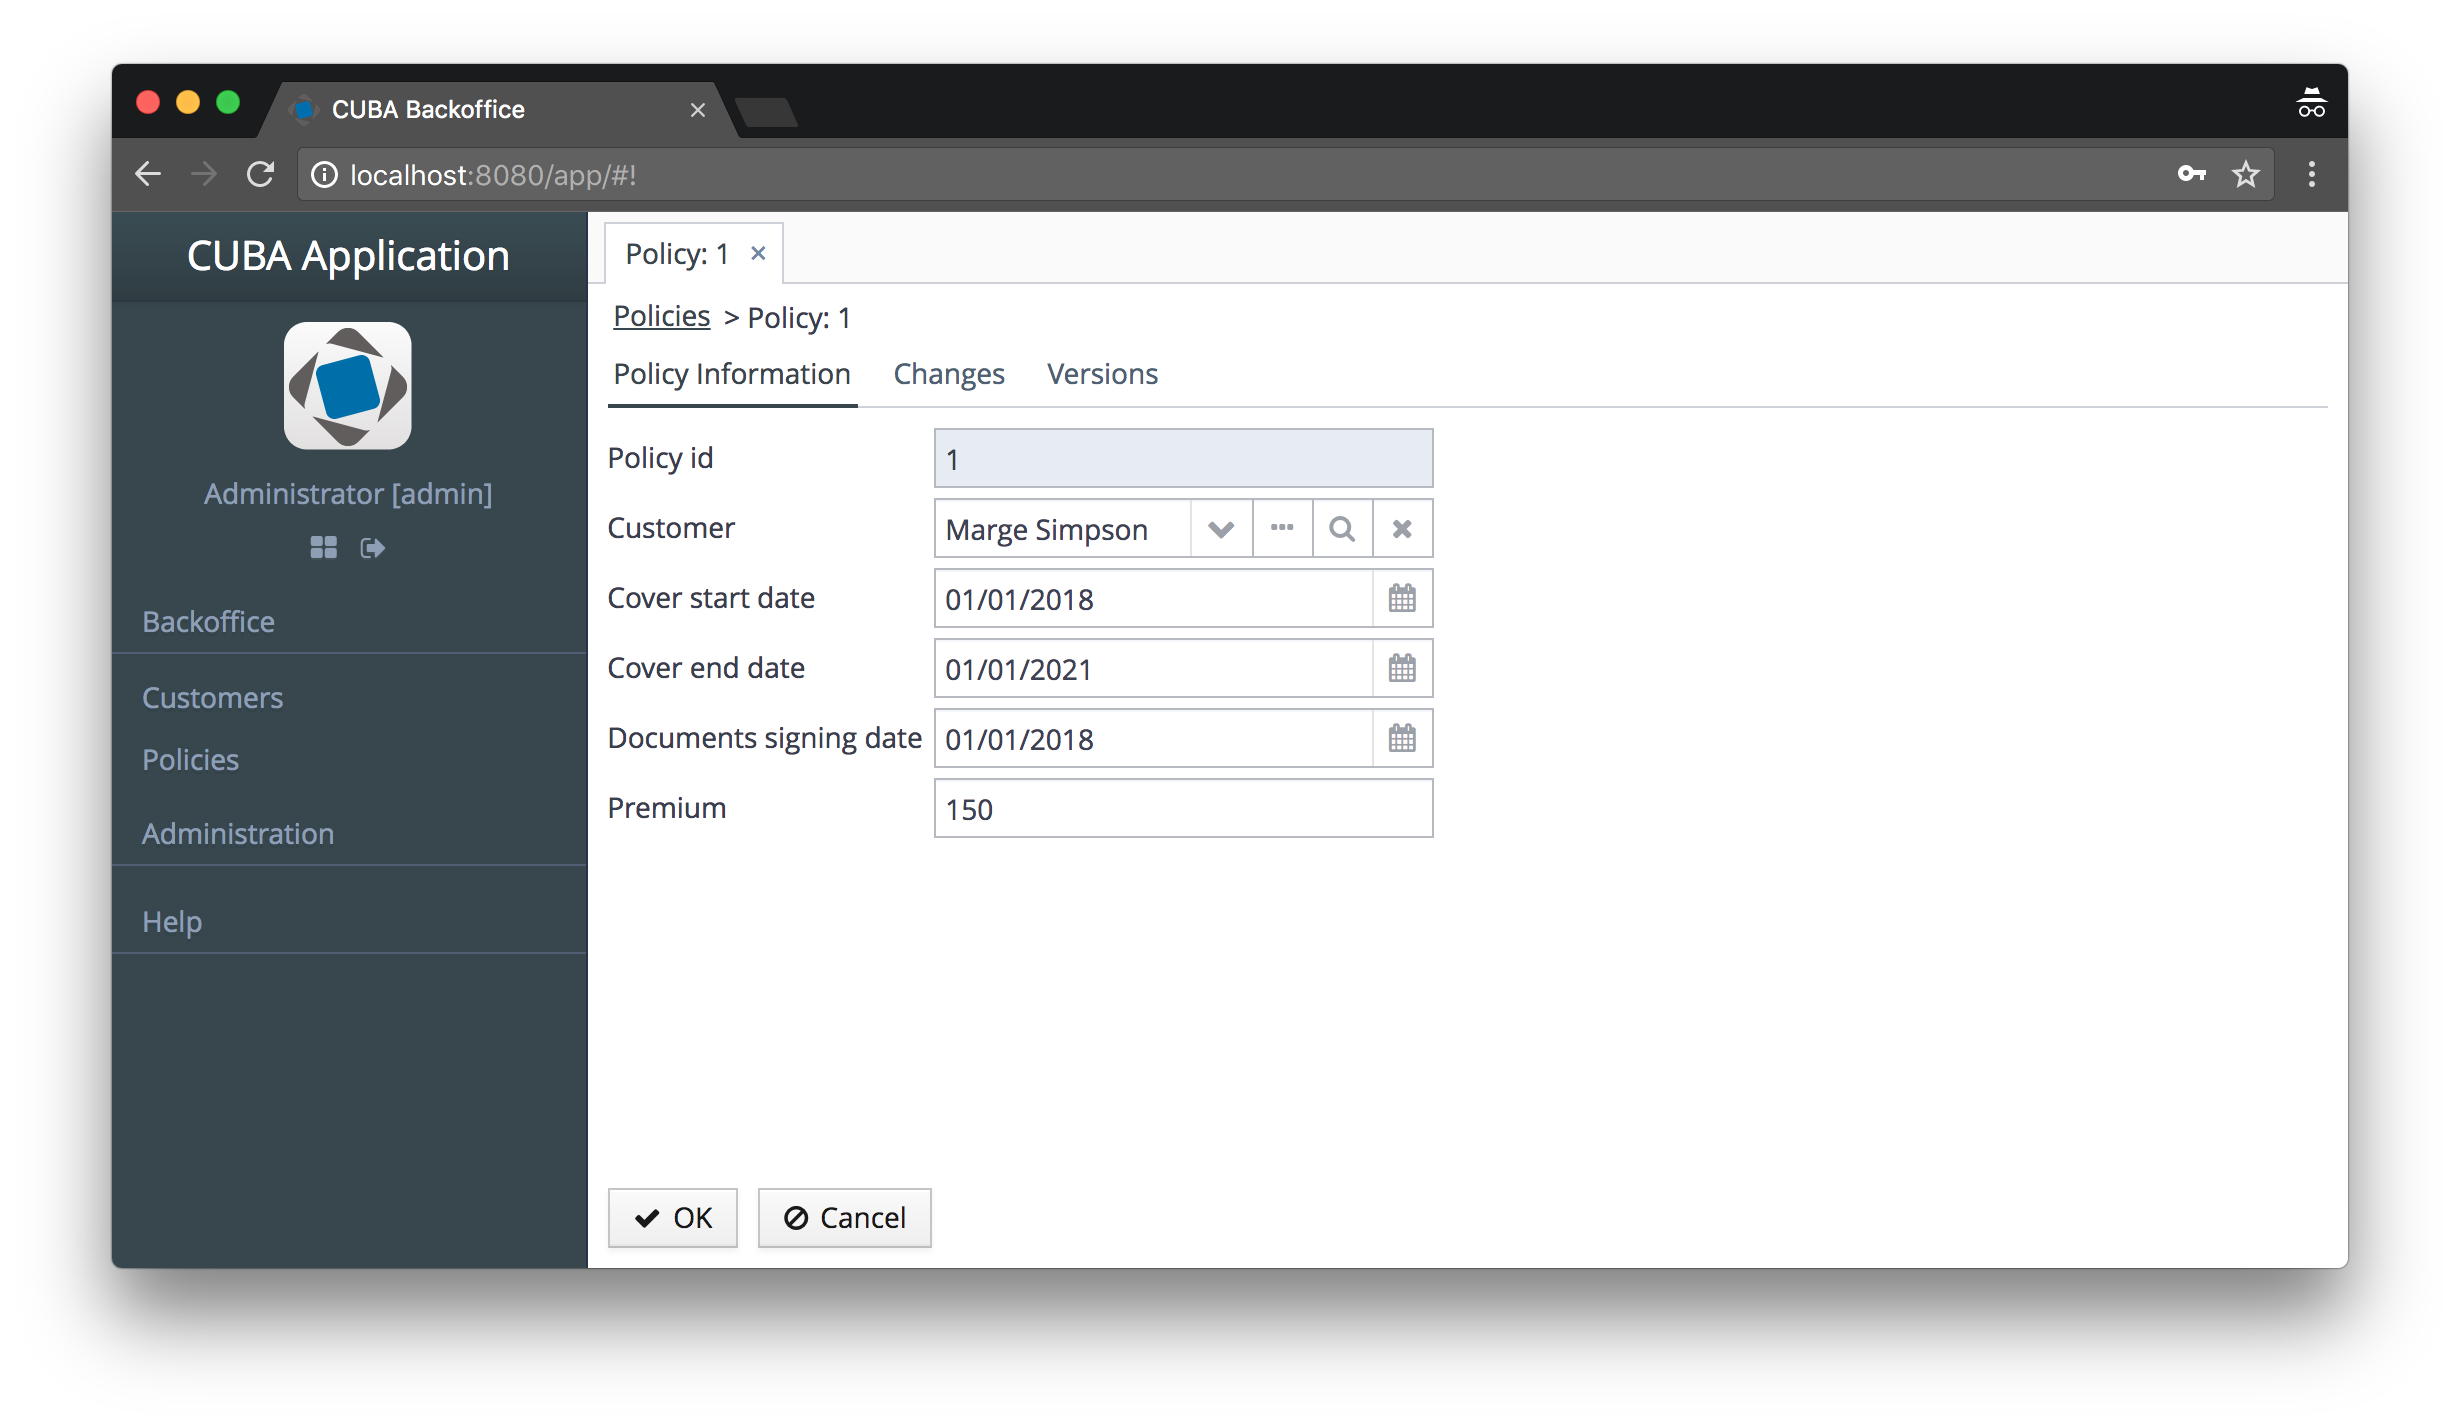 CUBA Backoffice
localhost:8080/app/#!
CUBA Application
Administrator [admin]
Backoffice
Customers
Policies
Administration
Help
Policy: 1
Policies > Policy: 1
Policy Information Changes Versions
Policy id 1
Customer Marge Simpson
Cover start date 01/01/2018
Cover end date 01/01/2021
Documents signing date 01/01/2018
Premium 150
OK Cancel